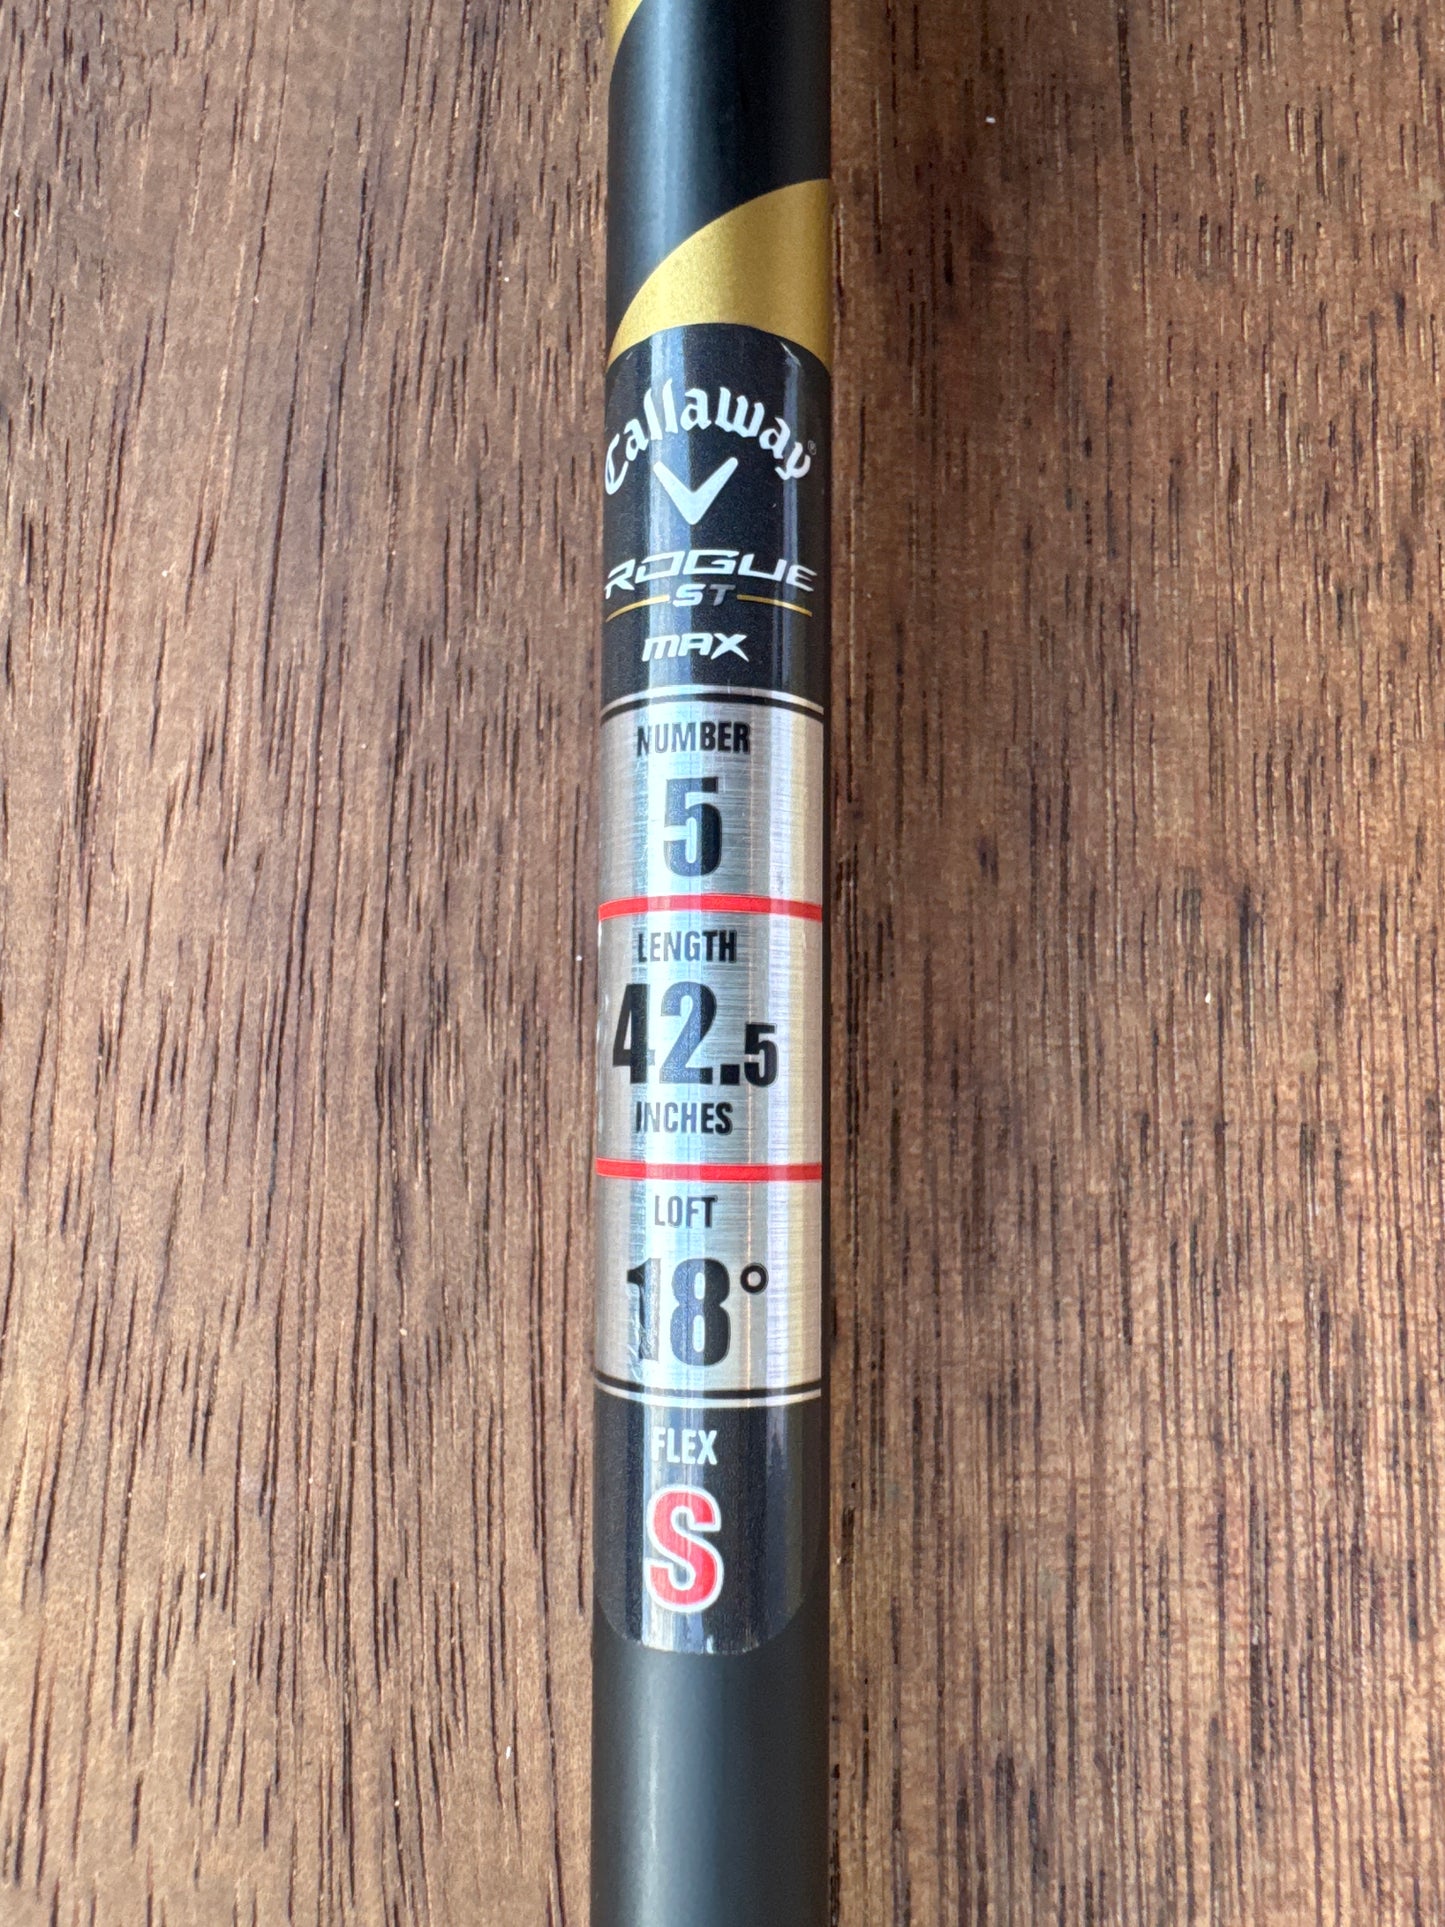 Callaway®
ROGUE
ST
MAX
NUMBER
5
LENGTH
42.5
INCHES
LOFT
18°
FLEX
S